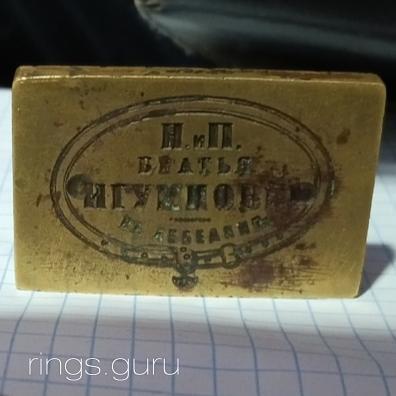 Н. и П.
БРАТЬЯ
ИГУМНОВЫ
ВЪ ЛЕБЕДЯНИ
rings.guru